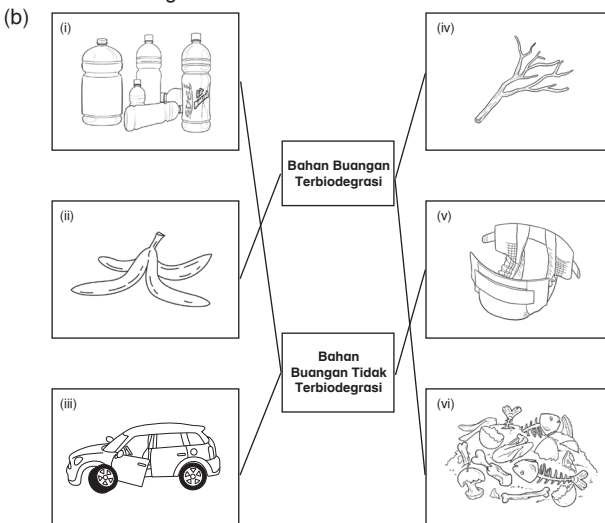 (b)
(i)
(iv)
Bahan Buangan
Terbiodegrasi
(ii)
(v)
Bahan
Buangan Tidak
Terbiodegrasi
(iii)
(vi)